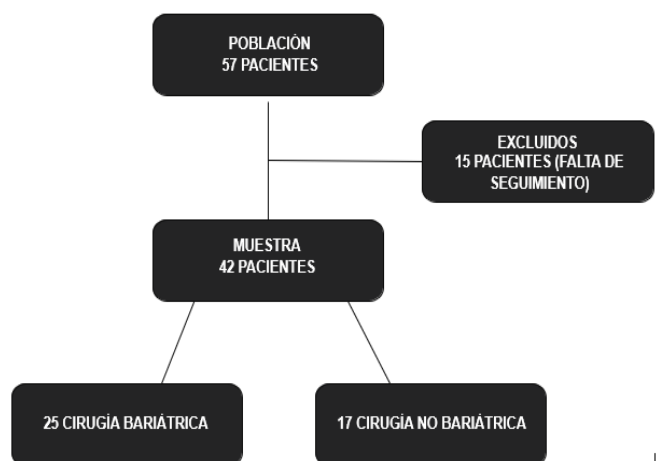 POBLACIÓN
57 PACIENTES
EXCLUIDOS
15 PACIENTES (FALTA DE
SEGUIMIENTO)
MUESTRA
42 PACIENTES
25 CIRUGÍA BARIÁTRICA
17 CIRUGÍA NO BARIÁTRICA